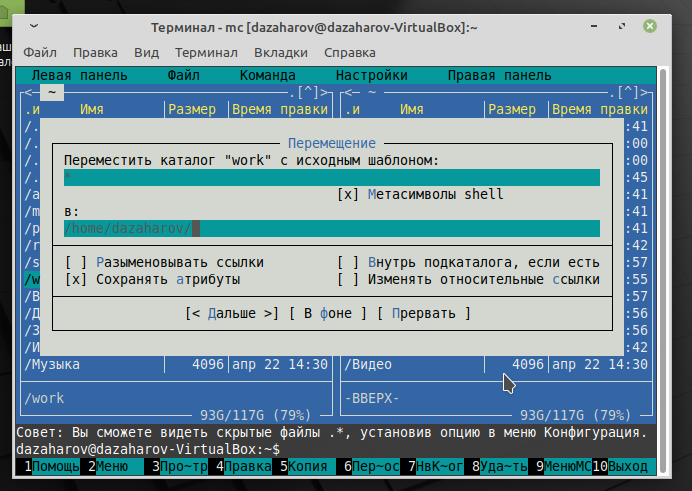 аш
ал
Терминал - mc [dazaharov@dazaharov-VirtualBox]:~
Файл Правка Вид Терминал Вкладки Справка
Левая панель Файл Команда Настройки Правая панель
<─ ~ .[^]> <─ ~ .[^]>
.и Имя Размер Время правки .и Имя Размер Время правки
/. :41
/. :00
/. Перемещение :00
/. Переместить каталог "work" с исходным шаблоном: :45
/a * :41
/m [x] Метасимволы shell :41
/p в: :41
/r /home/dazaharov/ :42
/s [ ] Разыменовывать ссылки [ ] Внутрь подкаталога, если есть :57
/w [x] Сохранять атрибуты [ ] Изменять относительные ссылки :55
/В :57
/Д [< Дальше >] [ В фоне ] [ Прервать ] :56
/З :56
/И :42
/Музыка 4096 апр 22 14:30 /Видео 4096 апр 22 14:30
/work -ВВЕРХ-
93G/117G (79%) 93G/117G (79%)
Совет: Вы сможете видеть скрытые файлы .*, установив опцию в меню Конфигурация.
dazaharov@dazaharov-VirtualBox:~$
1Помощь 2Меню 3Про~тр 4Правка 5Копия 6Пер~ос 7НвК~ог 8Уда~ть 9МенюМС 10Выход